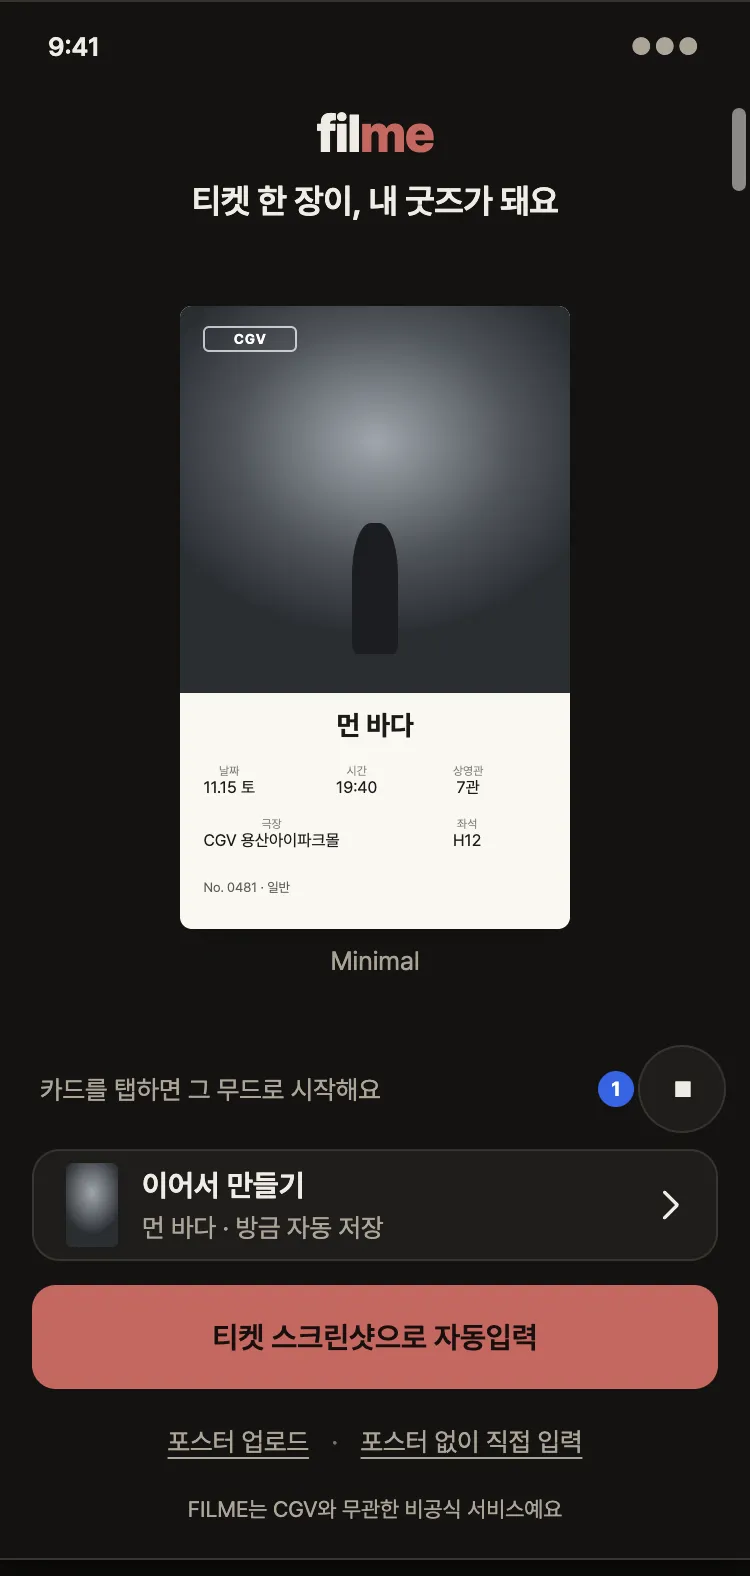 9:41
filme
티켓 한 장이, 내 굿즈가 돼요
CGV
먼 바다
날짜 시간 상영관
11.15 토 19:40 7관
극장 좌석
CGV 용산아이파크몰 H12
No. 0481 · 일반
Minimal
카드를 탭하면 그 무드로 시작해요 1
이어서 만들기
먼 바다 · 방금 자동 저장
티켓 스크린샷으로 자동입력
포스터 업로드 · 포스터 없이 직접 입력
FILME는 CGV와 무관한 비공식 서비스예요